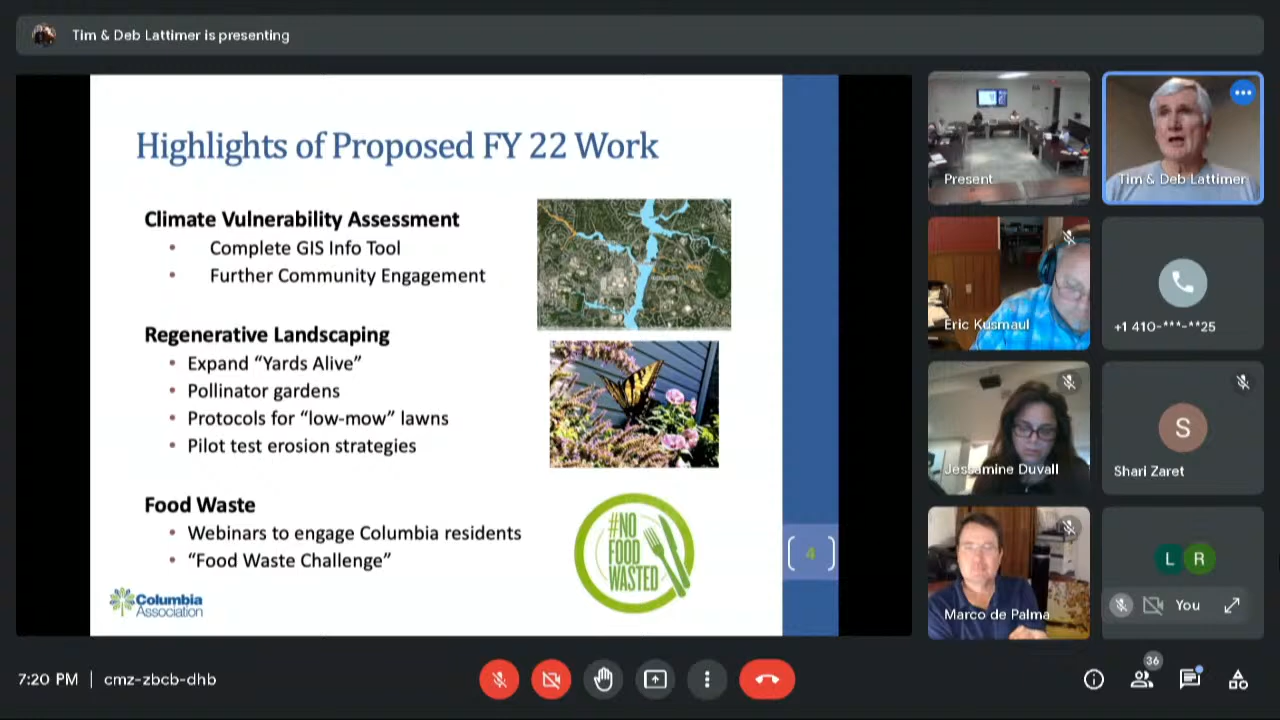 Tim & Deb Lattimer is presenting
Highlights of Proposed FY 22 Work
Climate Vulnerability Assessment
• Complete GIS Info Tool
• Further Community Engagement
Regenerative Landscaping
• Expand “Yards Alive”
• Pollinator gardens
• Protocols for “low-mow” lawns
• Pilot test erosion strategies
Food Waste
• Webinars to engage Columbia residents
• “Food Waste Challenge”
#NO
FOOD
WASTED
4
Columbia
Association
Present
Tim & Deb Lattimer
Eric Kusmaul
+1 410-***-**25
Jessamine Duvall
S
Shari Zaret
Marco de Palma
L R
You
7:20 PM | cmz-zbcb-dhb
36